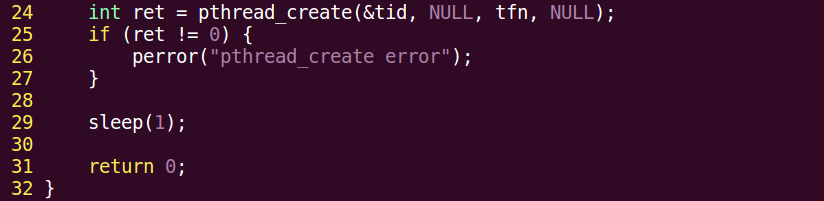 24     int ret = pthread_create(&tid, NULL, tfn, NULL);
25     if (ret != 0) {
26         perror("pthread_create error");
27     }
28
29     sleep(1);
30
31     return 0;
32 }